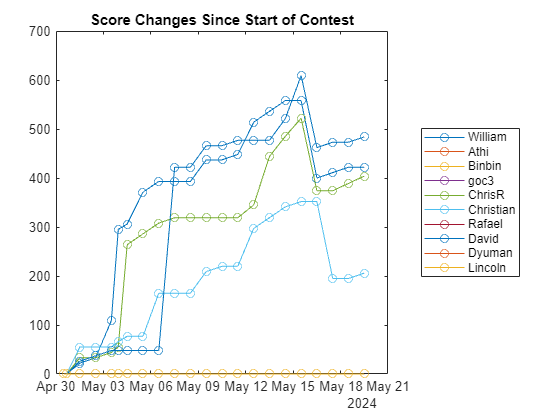 Score Changes Since Start of Contest
700
600
500
400
300
200
100
0
Apr 30 May 03 May 06 May 09 May 12 May 15 May 18 May 21
2024
William
Athi
Binbin
goc3
ChrisR
Christian
Rafael
David
Dyuman
Lincoln